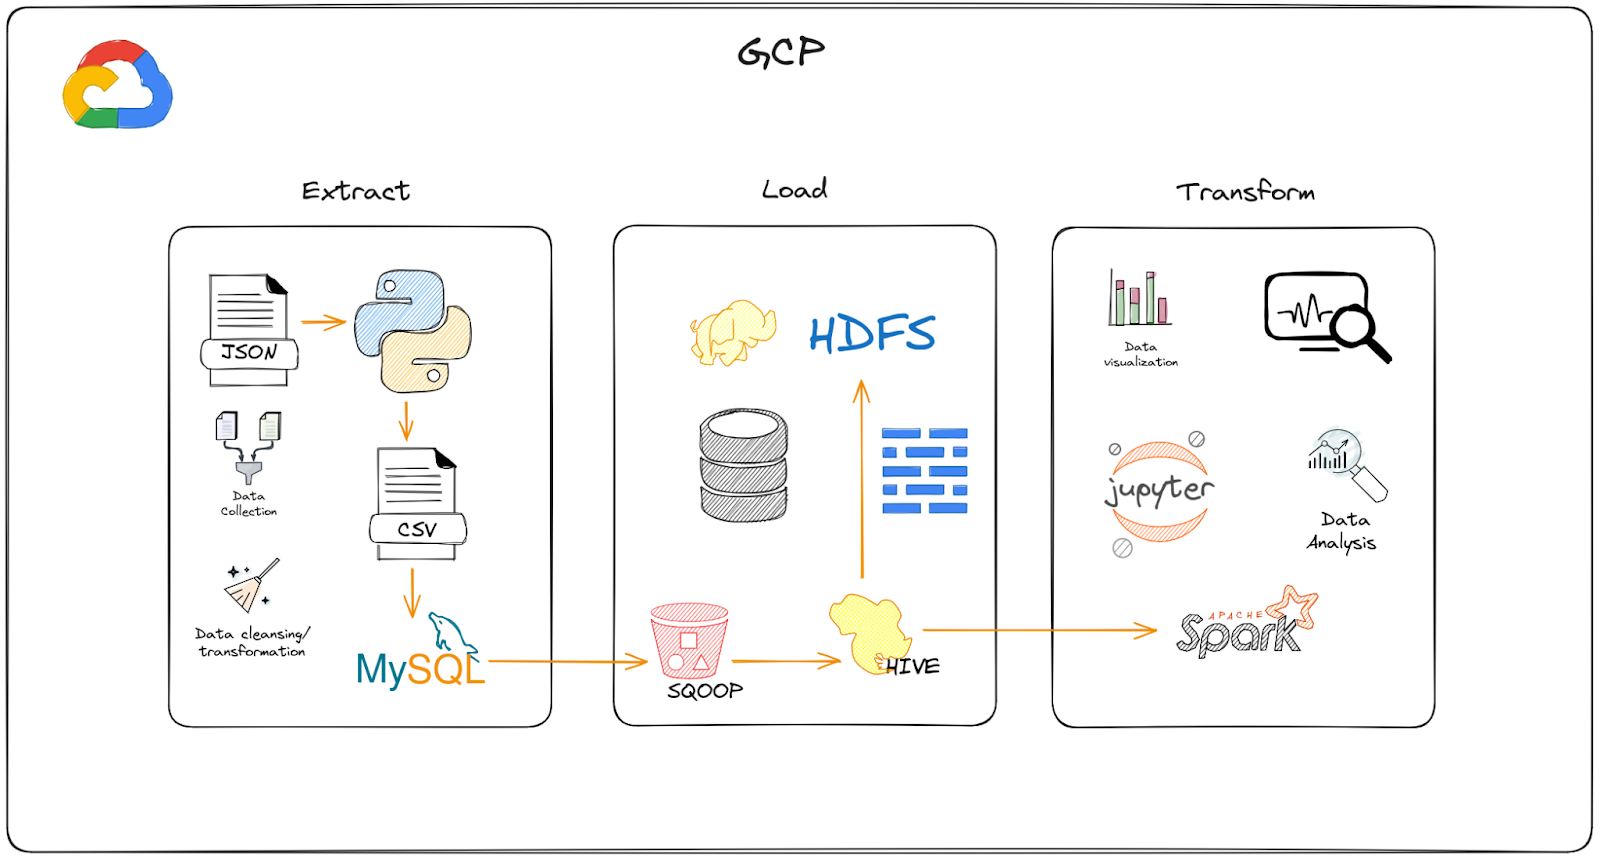 GCP
Extract
Load
Transform
JSON
Data
Collection
CSV
Data cleansing/
transformation
MySQL
HDFS
SQOOP
HIVE
Data
visualization
jupyter
Data
Analysis
APACHE
Spark